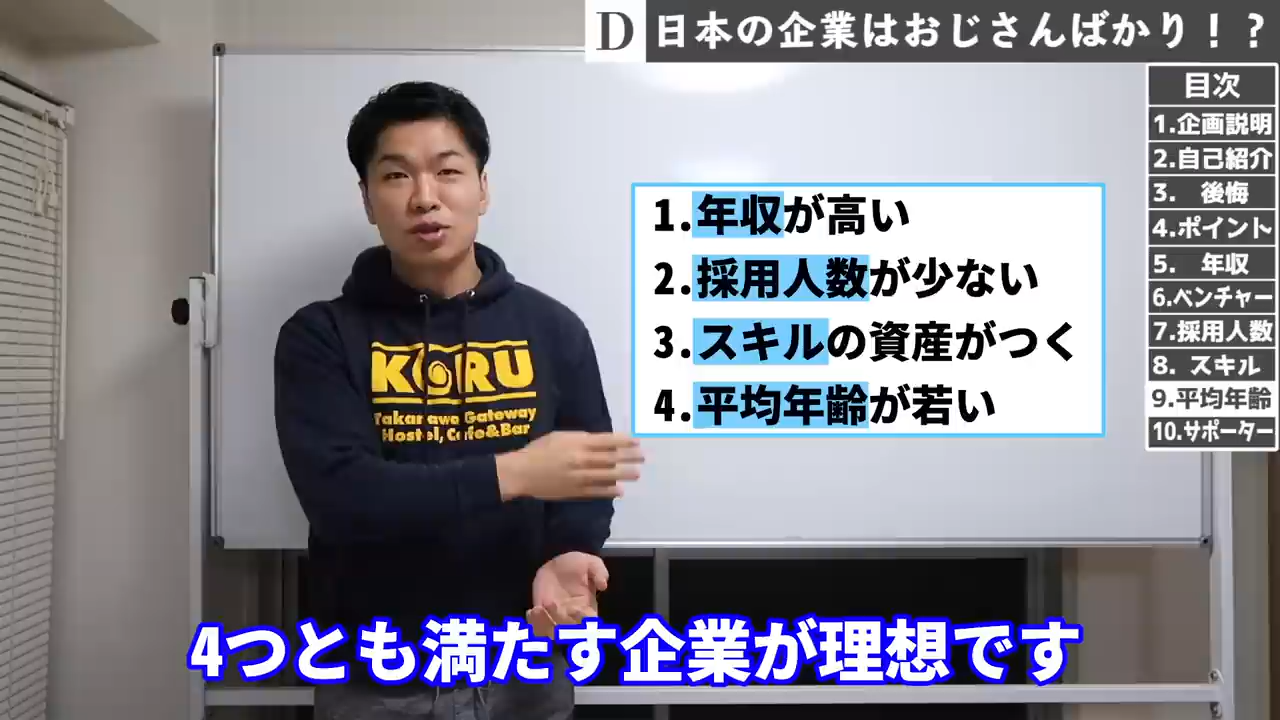 D 日本の企業はおじさんばかり！？
目次
1.企画説明
2.自己紹介
3. 後悔
4.ポイント
5. 年収
6.ベンチャー
7.採用人数
8. スキル
9.平均年齢
10.サポーター
1.年収が高い
2.採用人数が少ない
3.スキルの資産がつく
4.平均年齢が若い
KORU
Takanawa Gateway
Hostel, Cafe&Bar
4つとも満たす企業が理想です